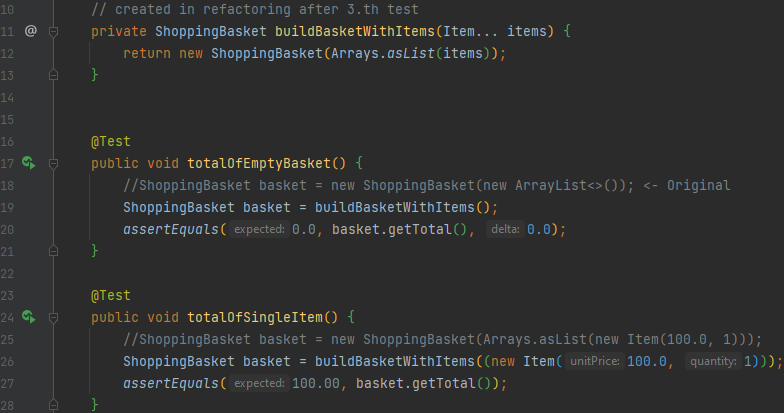 10 // created in refactoring after 3.th test
11 @ private ShoppingBasket buildBasketWithItems(Item... items) {
12 return new ShoppingBasket(Arrays.asList(items));
13 }
14
15
16 @Test
17 public void totalOfEmptyBasket() {
18 //ShoppingBasket basket = new ShoppingBasket(new ArrayList<>()); <- Original
19 ShoppingBasket basket = buildBasketWithItems();
20 assertEquals( expected: 0.0, basket.getTotal(), delta: 0.0);
21 }
22
23 @Test
24 public void totalOfSingleItem() {
25 //ShoppingBasket basket = new ShoppingBasket(Arrays.asList(new Item(100.0, 1)));
26 ShoppingBasket basket = buildBasketWithItems((new Item( unitPrice: 100.0, quantity: 1)));
27 assertEquals( expected: 100.00, basket.getTotal());
28 }